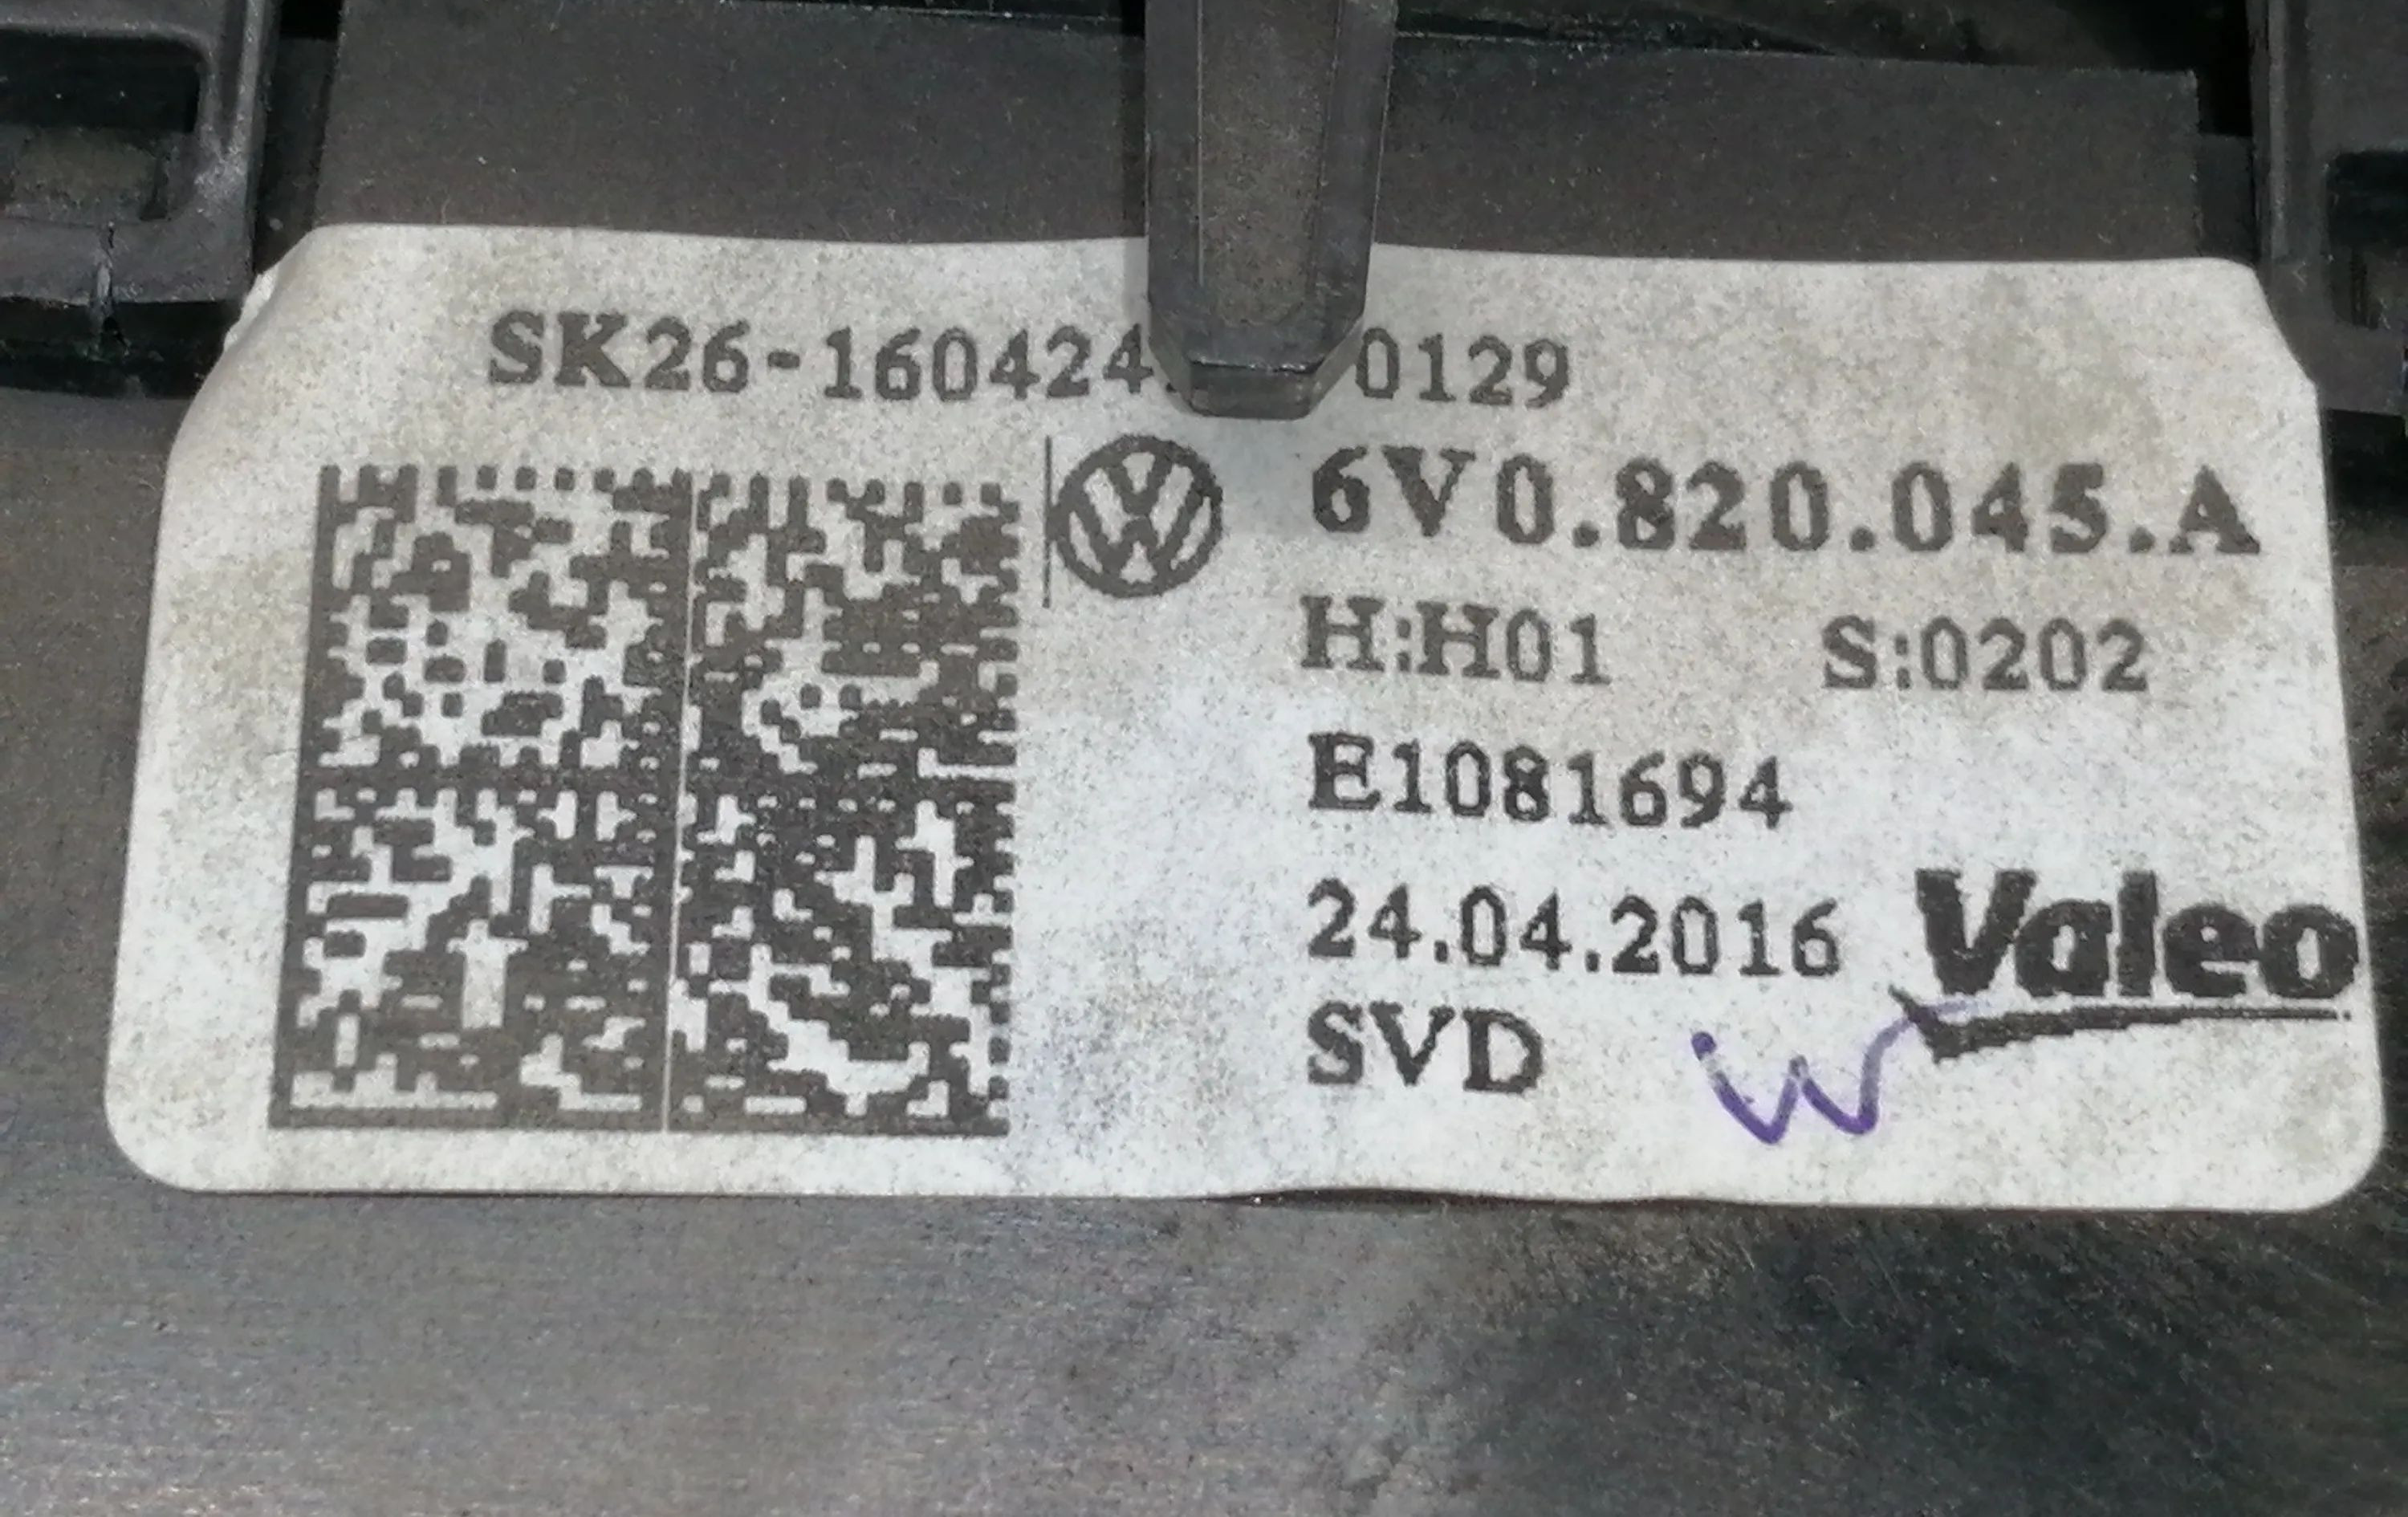 SK26-160424 0129
6V0.820.045.A
H:H01 S:0202
E1081694
24.04.2016 Valeo
SVD
W